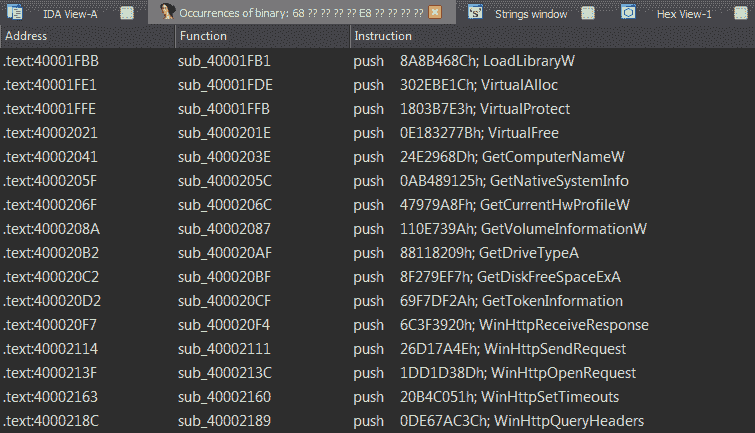 IDA View-A Occurrences of binary: 68 ?? ?? ?? ?? E8 ?? ?? ?? ?? 'S' Strings window Hex View-1
Address Function Instruction
.text:40001FBB sub_40001FB1 push 8A8B468Ch; LoadLibraryW
.text:40001FE1 sub_40001FDE push 302EBE1Ch; VirtualAlloc
.text:40001FFE sub_40001FFB push 1803B7E3h; VirtualProtect
.text:40002021 sub_4000201E push 0E183277Bh; VirtualFree
.text:40002041 sub_4000203E push 24E2968Dh; GetComputerNameW
.text:4000205F sub_4000205C push 0AB489125h; GetNativeSystemInfo
.text:4000206F sub_4000206C push 47979A8Fh; GetCurrentHwProfileW
.text:4000208A sub_40002087 push 110E739Ah; GetVolumeInformationW
.text:400020B2 sub_400020AF push 88118209h; GetDriveTypeA
.text:400020C2 sub_400020BF push 8F279EF7h; GetDiskFreeSpaceExA
.text:400020D2 sub_400020CF push 69F7DF2Ah; GetTokenInformation
.text:400020F7 sub_400020F4 push 6C3F3920h; WinHttpReceiveResponse
.text:40002114 sub_40002111 push 26D17A4Eh; WinHttpSendRequest
.text:4000213F sub_4000213C push 1DD1D38Dh; WinHttpOpenRequest
.text:40002163 sub_40002160 push 20B4C051h; WinHttpSetTimeouts
.text:4000218C sub_40002189 push 0DE67AC3Ch; WinHttpQueryHeaders